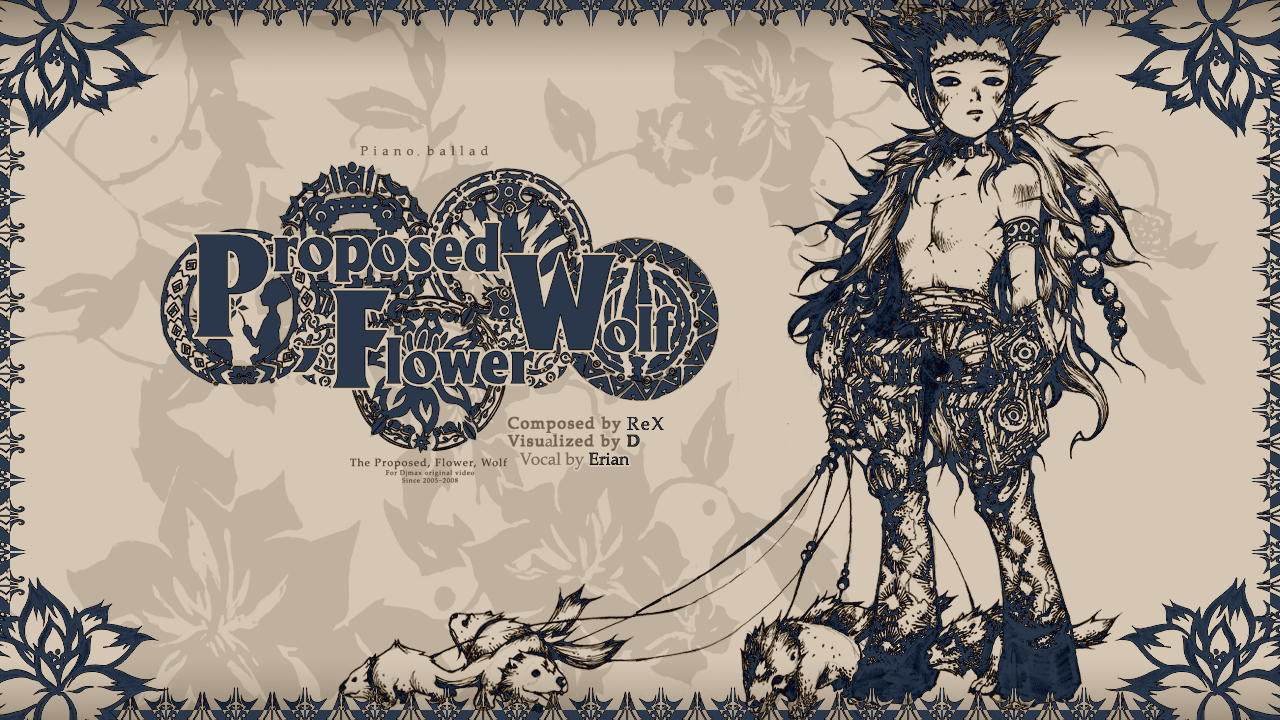 Piano.ballad
Proposed
Flower
Wolf
Composed by ReX
Visualized by D
Vocal by Erian
The Proposed, Flower, Wolf
For Djmax original video
Since 2005-2008